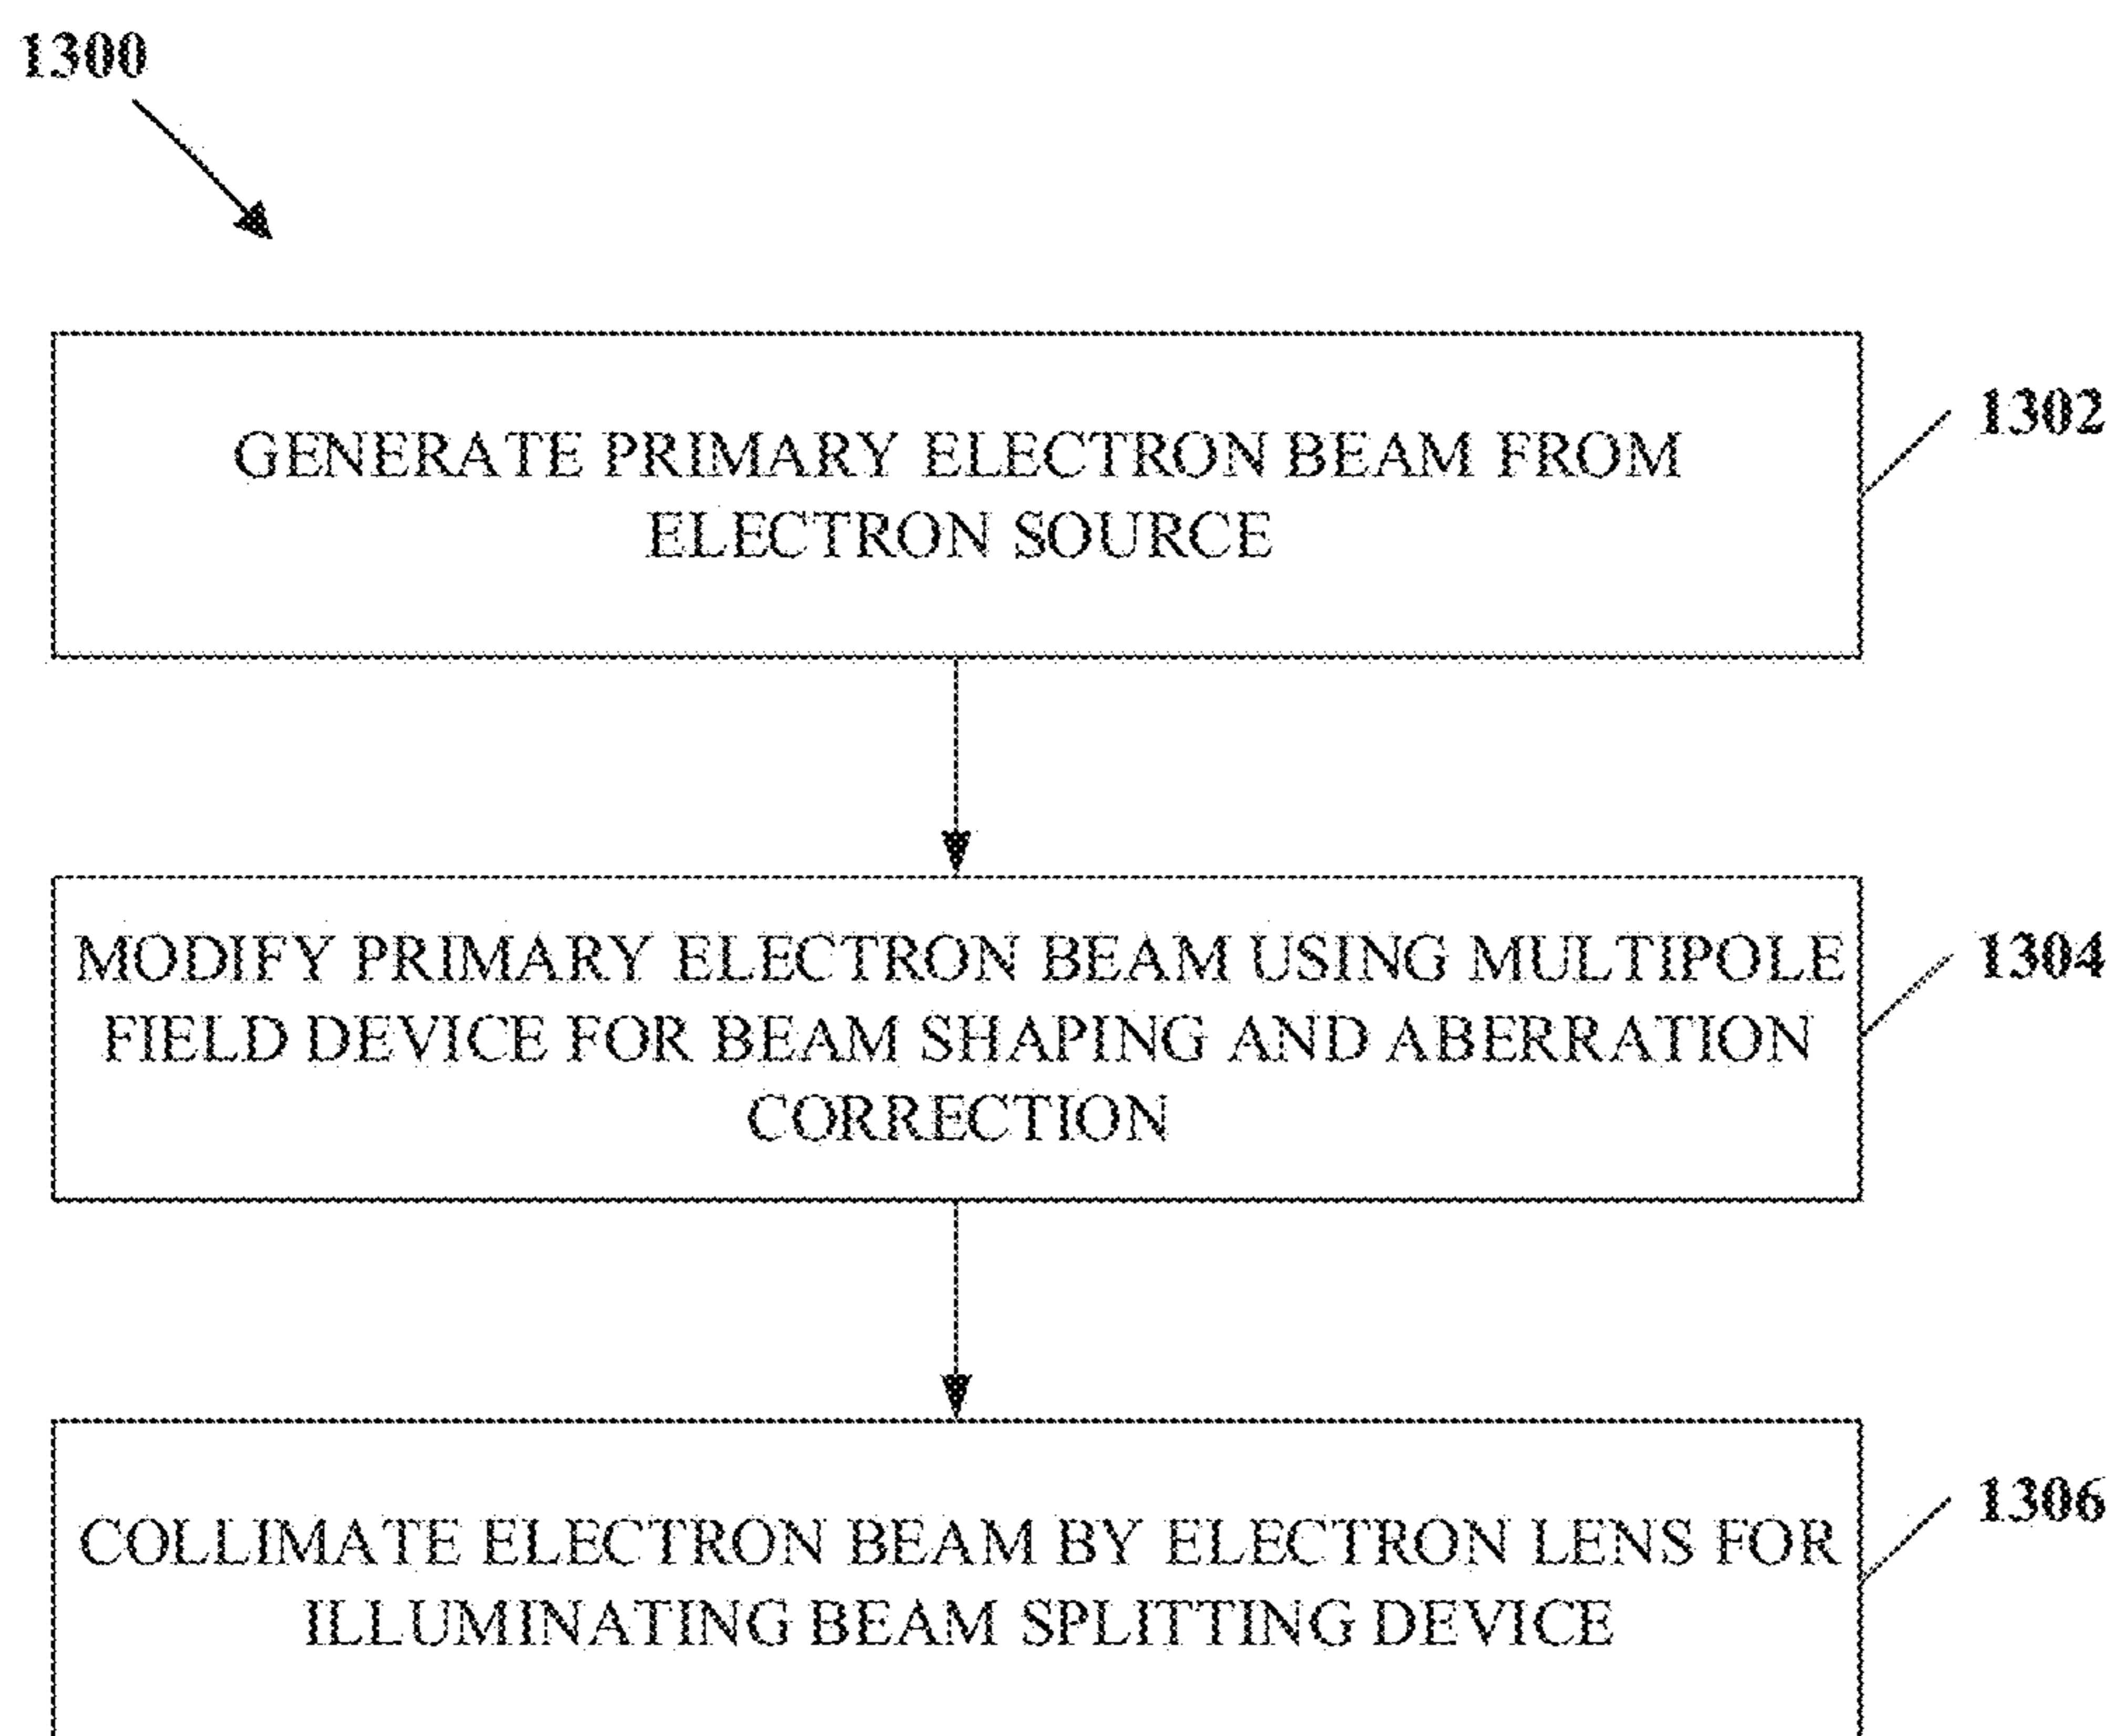 1300
GENERATE PRIMARY ELECTRON BEAM FROM
ELECTRON SOURCE
1302
MODIFY PRIMARY ELECTRON BEAM USING MULTIPOLE
FIELD DEVICE FOR BEAM SHAPING AND ABERRATION
CORRECTION
1304
COLLIMATE ELECTRON BEAM BY ELECTRON LENS FOR
ILLUMINATING BEAM SPLITTING DEVICE
1306